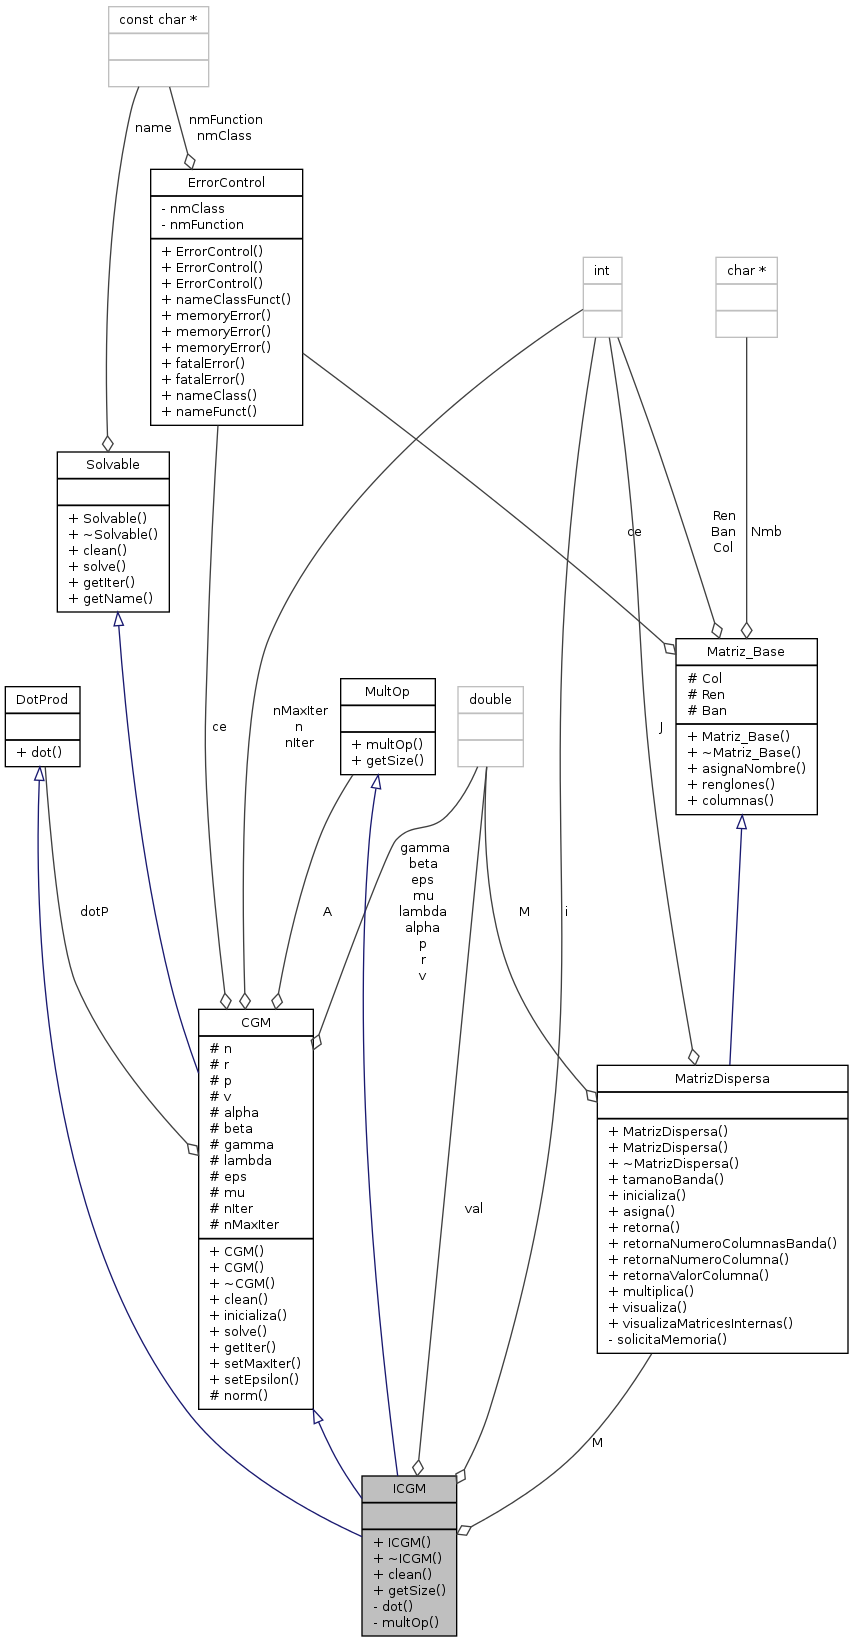 const char *
name
nmFunction
nmClass
ErrorControl
- nmClass
- nmFunction
+ ErrorControl()
+ ErrorControl()
+ ErrorControl()
+ nameClassFunct()
+ memoryError()
+ memoryError()
+ memoryError()
+ fatalError()
+ fatalError()
+ nameClass()
+ nameFunct()
int
char *
Solvable
+ Solvable()
+ ~Solvable()
+ clean()
+ solve()
+ getIter()
+ getName()
ce
Ren
Ban
Col
Nmb
Matriz_Base
# Col
# Ren
# Ban
+ Matriz_Base()
+ ~Matriz_Base()
+ asignaNombre()
+ renglones()
+ columnas()
DotProd
+ dot()
ce
nMaxIter
n
nIter
MultOp
+ multOp()
+ getSize()
double
J
dotP
A
gamma
beta
eps
mu
lambda
alpha
p
r
v
M
i
CGM
# n
# r
# p
# v
# alpha
# beta
# gamma
# lambda
# eps
# mu
# nIter
# nMaxIter
+ CGM()
+ CGM()
+ ~CGM()
+ clean()
+ inicializa()
+ solve()
+ getIter()
+ setMaxIter()
+ setEpsilon()
# norm()
val
MatrizDispersa
+ MatrizDispersa()
+ MatrizDispersa()
+ ~MatrizDispersa()
+ tamanoBanda()
+ inicializa()
+ asigna()
+ retorna()
+ retornaNumeroColumnasBanda()
+ retornaNumeroColumna()
+ retornaValorColumna()
+ multiplica()
+ visualiza()
+ visualizaMatricesInternas()
- solicitaMemoria()
M
ICGM
+ ICGM()
+ ~ICGM()
+ clean()
+ getSize()
- dot()
- multOp()